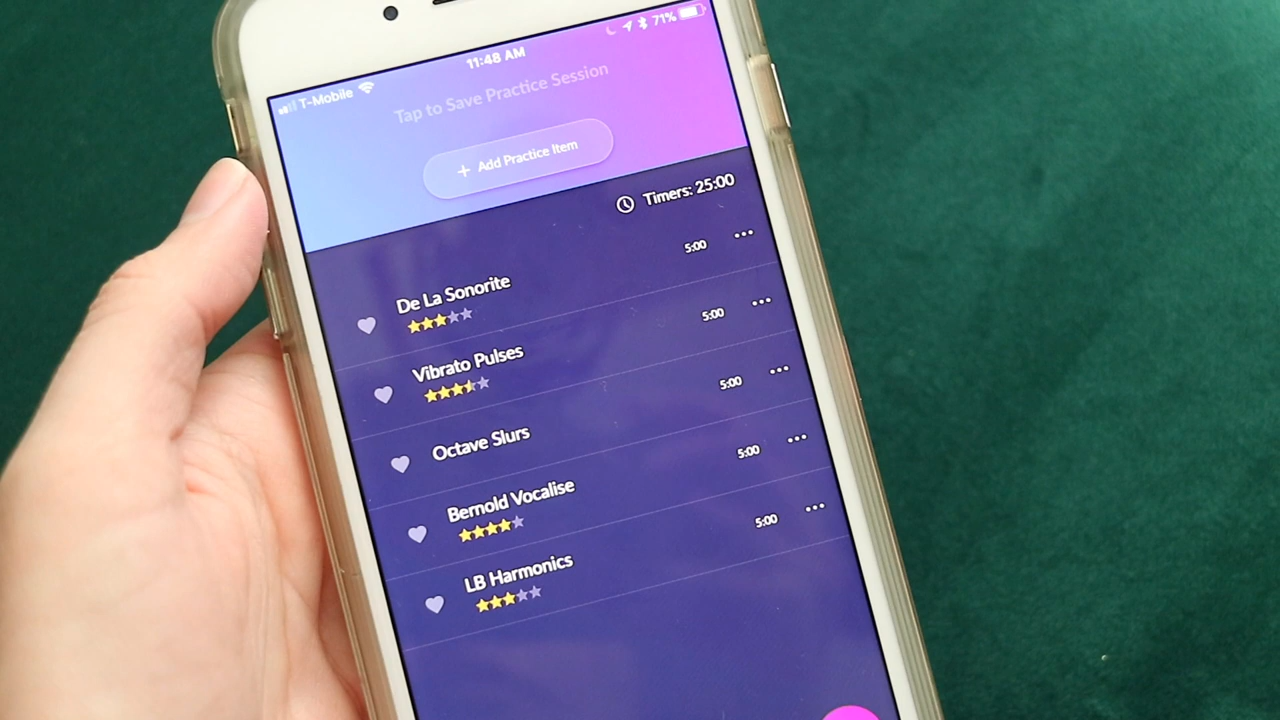 T-Mobile 11:48 AM 71%
Tap to Save Practice Session
+ Add Practice Item
Timers: 25:00
De La Sonorite 5:00
Vibrato Pulses 5:00
Octave Slurs 5:00
Bernold Vocalise 5:00
LB Harmonics 5:00